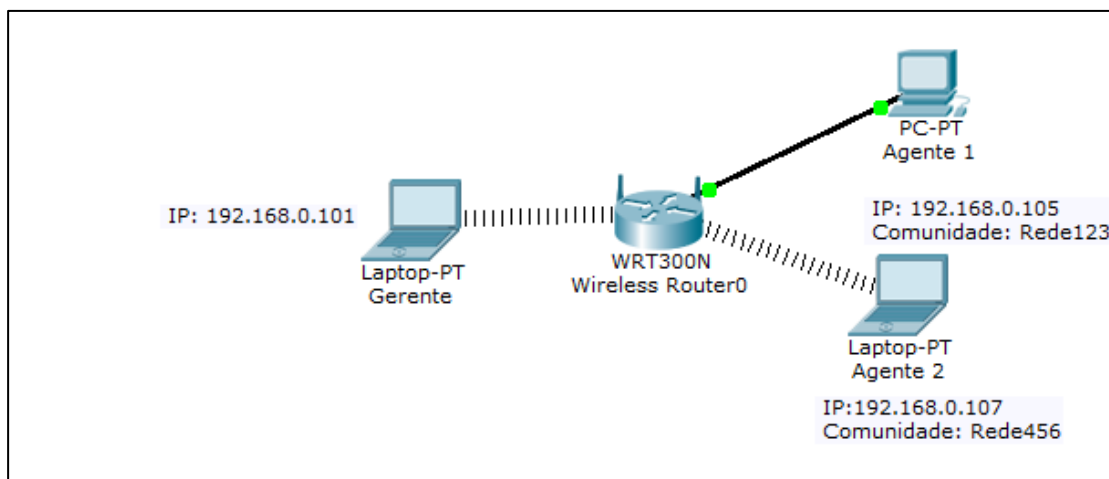 PC-PT
Agente 1
IP: 192.168.0.101
Laptop-PT
Gerente
WRT300N
Wireless Router0
IP: 192.168.0.105
Comunidade: Rede123
Laptop-PT
Agente 2
IP:192.168.0.107
Comunidade: Rede456